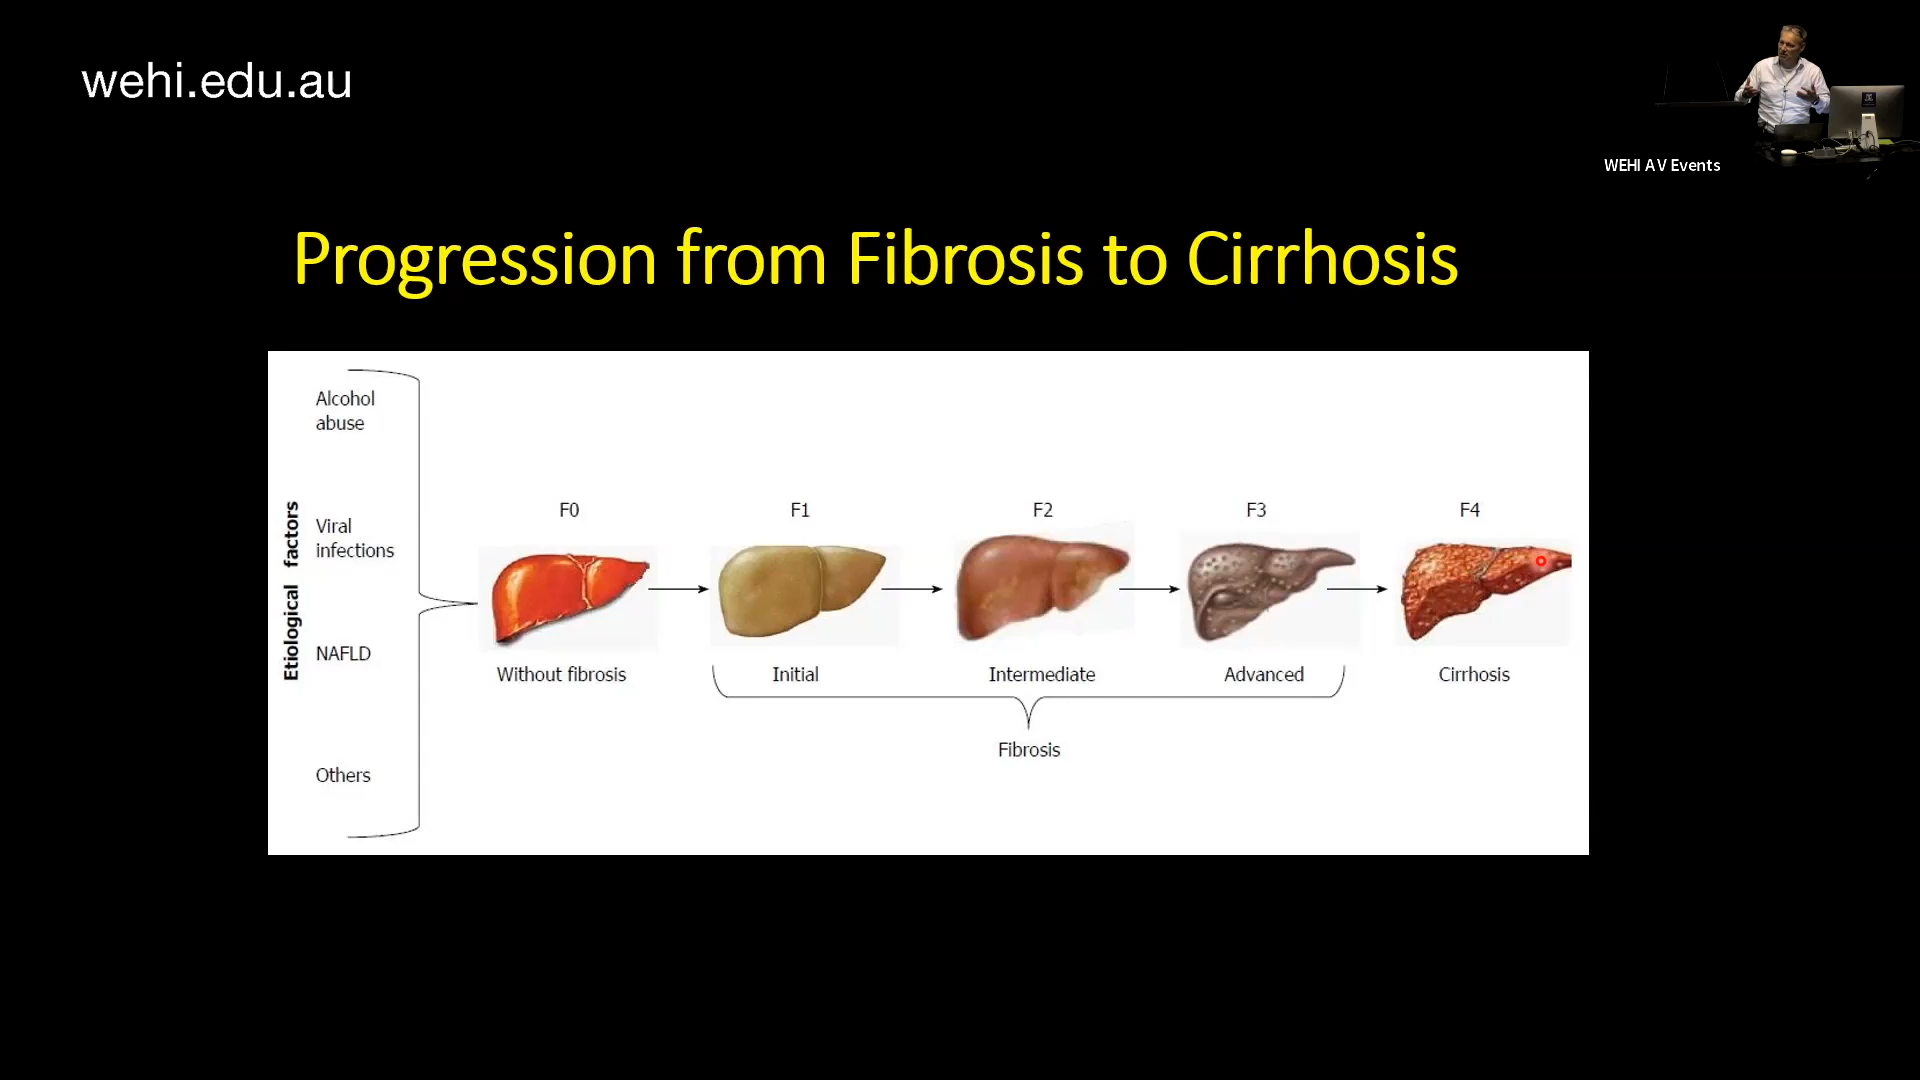 wehi.edu.au
WEHI AV Events
Progression from Fibrosis to Cirrhosis
Etiological factors
Alcohol
abuse
Viral
infections
NAFLD
Others
F0
F1
F2
F3
F4
Without fibrosis
Initial
Intermediate
Advanced
Cirrhosis
Fibrosis